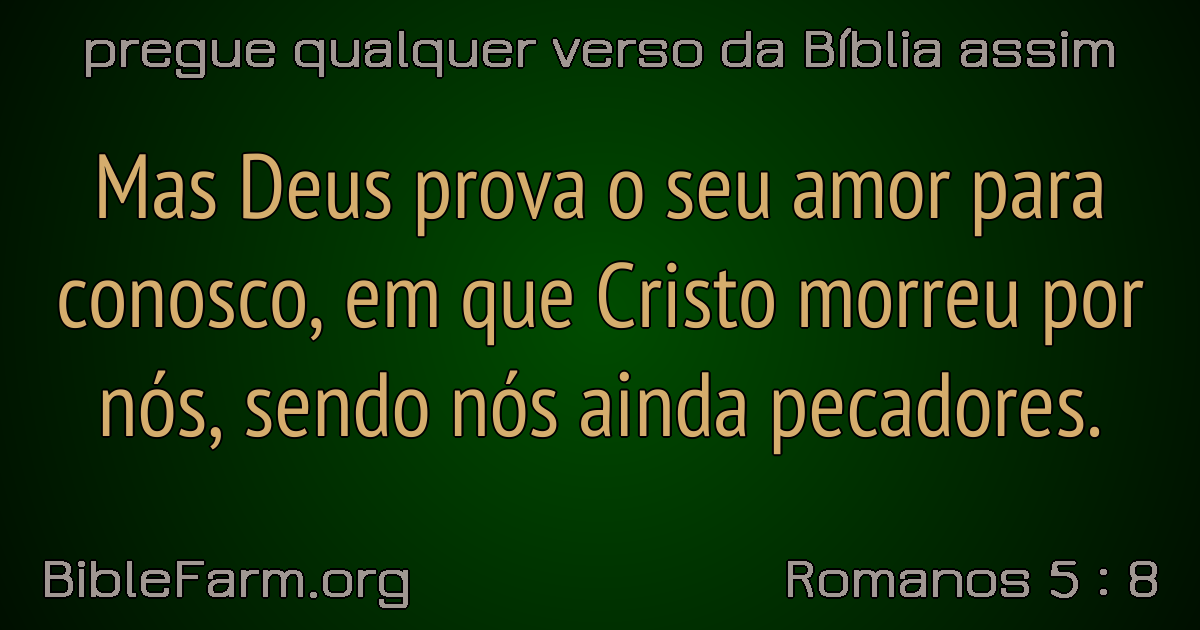 pregue qualquer verso da Bíblia assim
Mas Deus prova o seu amor para
conosco, em que Cristo morreu por
nós, sendo nós ainda pecadores.
BibleFarm.org
Romanos 5 : 8